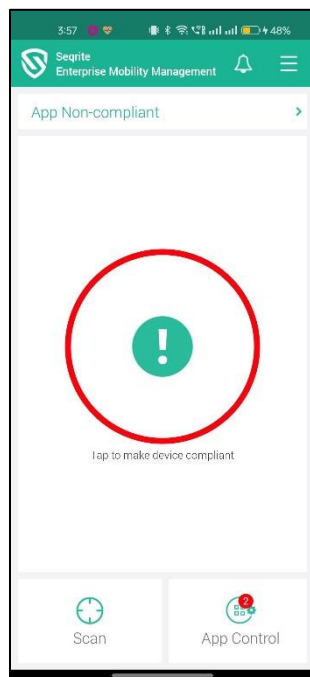 3:57 48%
Seqrite
Enterprise Mobility Management
App Non-compliant
!
Tap to make device compliant
2
Scan
App Control